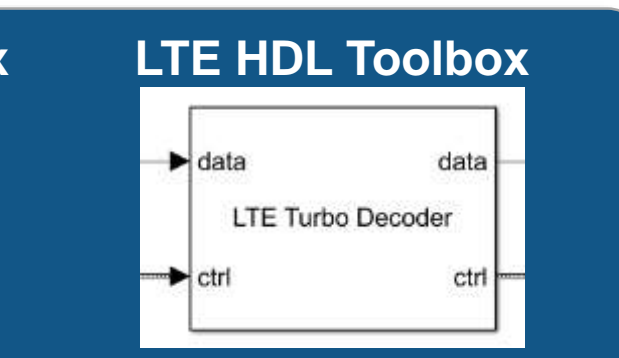 x LTE HDL Toolbox
data data
LTE Turbo Decoder
ctrl ctrl